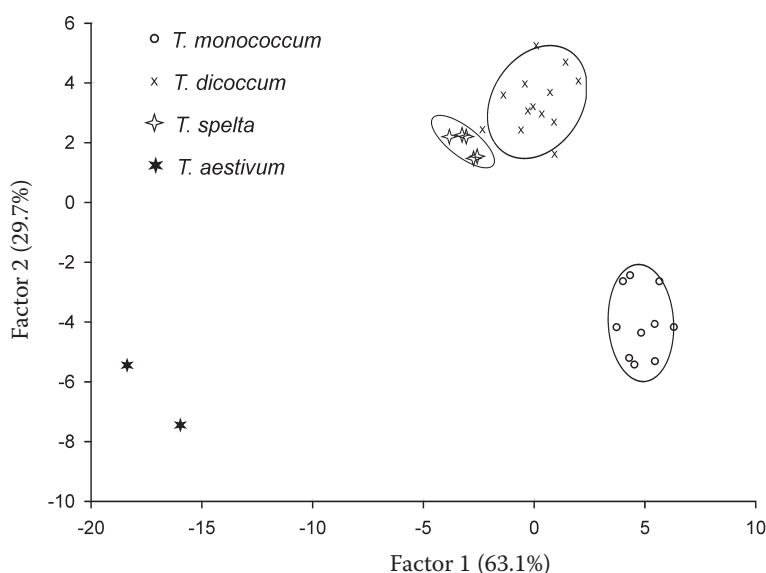 6
T. monococcum
4
T. dicoccum
T. spelta
2
T. aestivum
0
-2
-4
-6
-8
-10
-20 -15 -10 -5 0 5 10
Factor 1 (63.1%)
Factor 2 (29.7%)